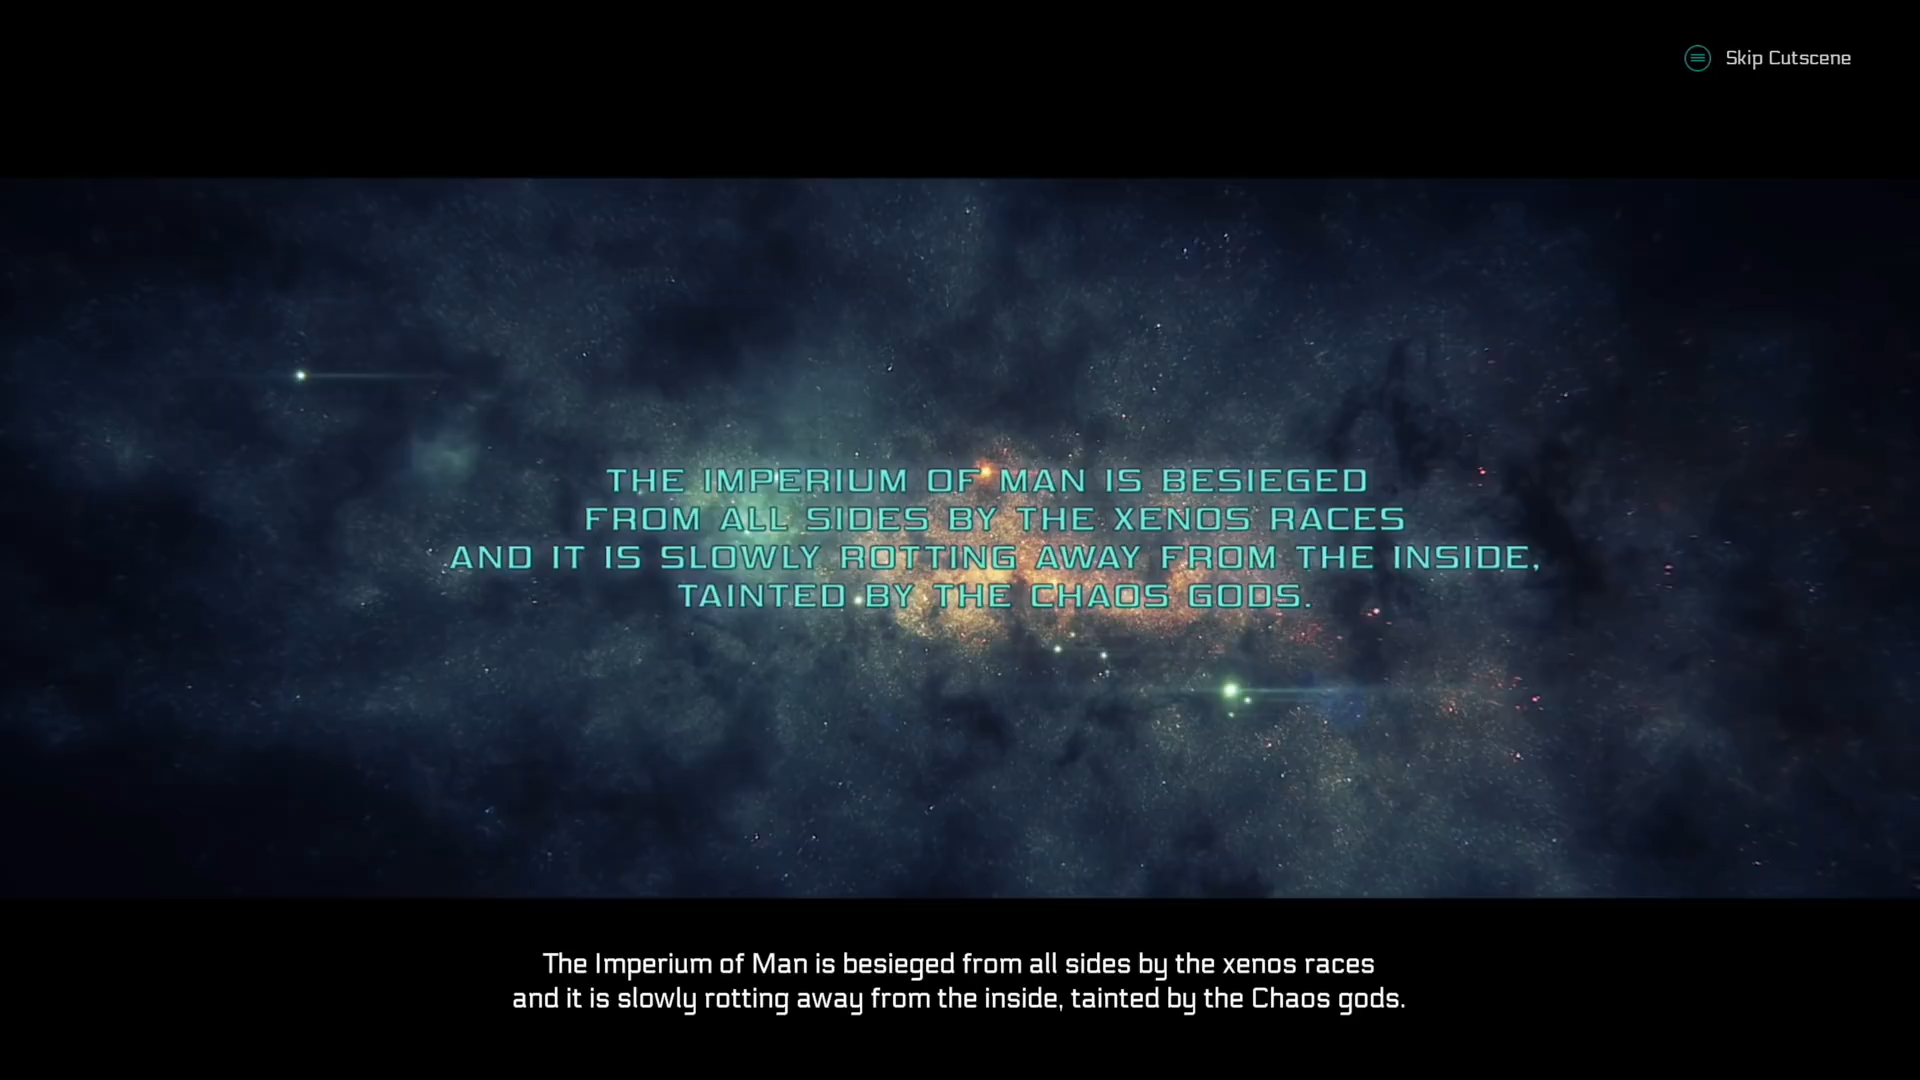 Skip Cutscene
THE IMPERIUM OF MAN IS BESIEGED
FROM ALL SIDES BY THE XENOS RACES
AND IT IS SLOWLY ROTTING AWAY FROM THE INSIDE,
TAINTED BY THE CHAOS GODS.
The Imperium of Man is besieged from all sides by the xenos races
and it is slowly rotting away from the inside, tainted by the Chaos gods.